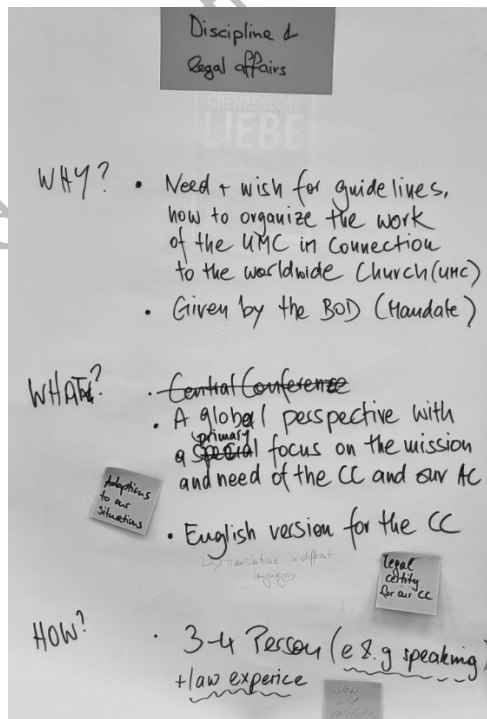 Discipline &
legal affairs
GRENZENLOSE
LIEBE
WHY? • Need + wish for guidelines,
how to organize the work
of the UMC in Connection
to the worldwide Church (UMC)
• Given by the BOD (Mandate)
WHAT? • Central Conference
• A global perspective with
primary
a special focus on the mission
and need of the CC and our AC
Adaptions
to our
situations
• English version for the CC
↳ translations in different
languages
legal
certity
for our CC
HOW? • 3-4 Person (e & g speaking)
+ law experice
slow
and